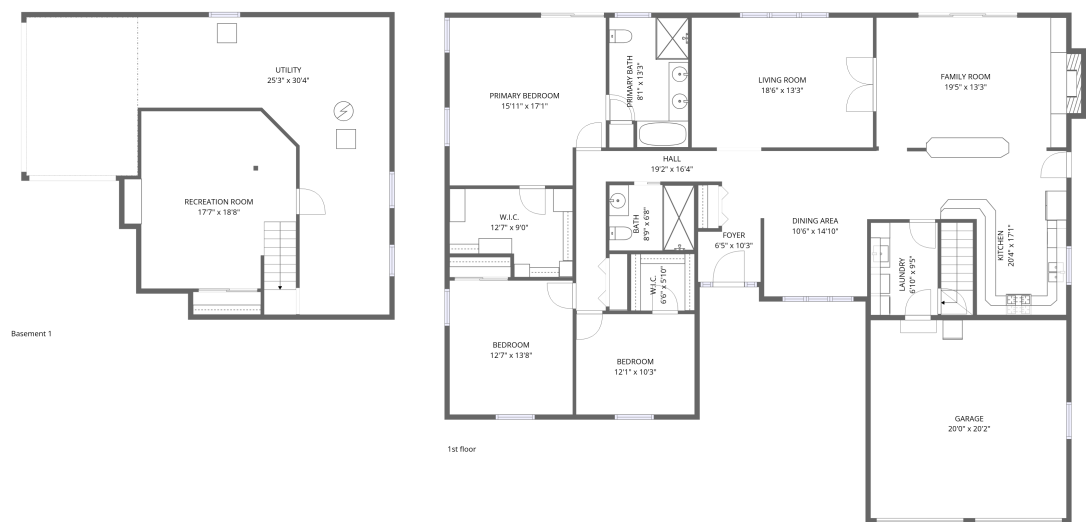 UTILITY
25'3" x 30'4"
RECREATION ROOM
17'7" x 18'8"
Basement 1
PRIMARY BEDROOM
15'11" x 17'1"
PRIMARY BATH
8'1" x 13'3"
LIVING ROOM
18'6" x 13'3"
FAMILY ROOM
19'5" x 13'3"
HALL
19'2" x 16'4"
W.I.C.
12'7" x 9'0"
BATH
8'9" x 6'8"
FOYER
6'5" x 10'3"
DINING AREA
10'6" x 14'10"
KITCHEN
20'4" x 17'1"
LAUNDRY
6'10" x 9'5"
W.I.C.
6'6" x 5'10"
BEDROOM
12'7" x 13'8"
BEDROOM
12'1" x 10'3"
GARAGE
20'0" x 20'2"
1st floor